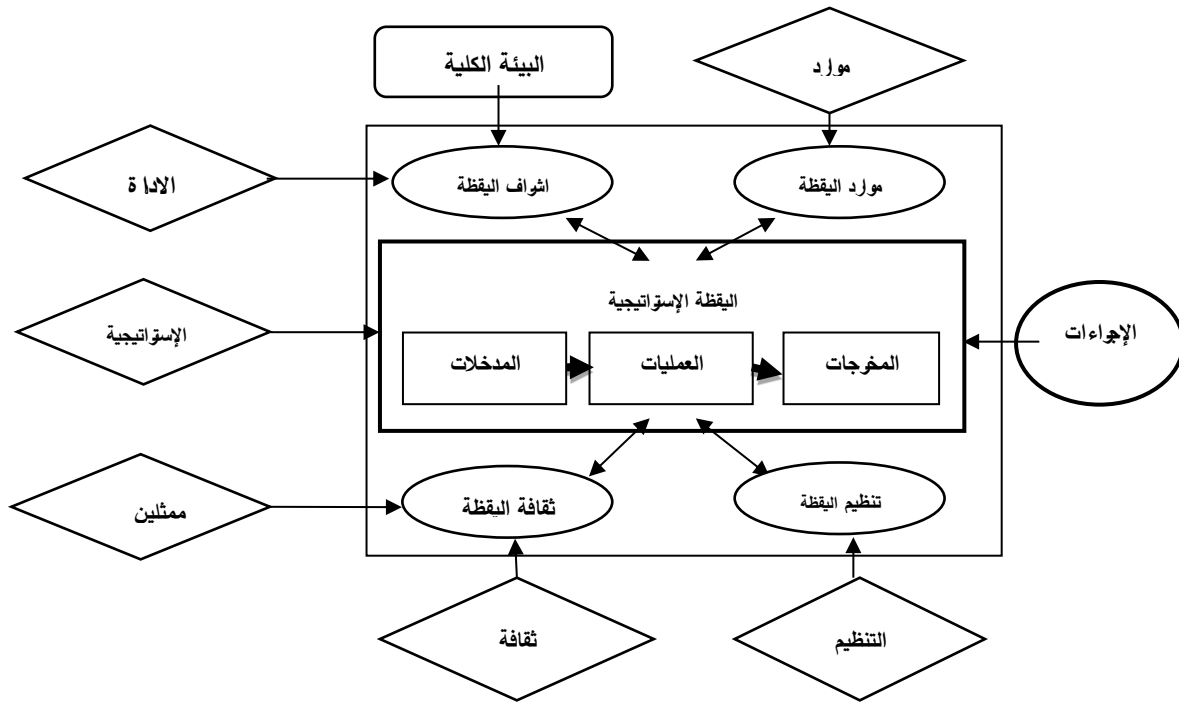 البيئة الكلية
موارد
الادارة
اشراف اليقظة
موارد اليقظة
اليقظة الإستراتيجية
الإستراتيجية
الإجراءات
المدخلات
العمليات
المخرجات
ممثلين
ثقافة اليقظة
تنظيم اليقظة
ثقافة
التنظيم